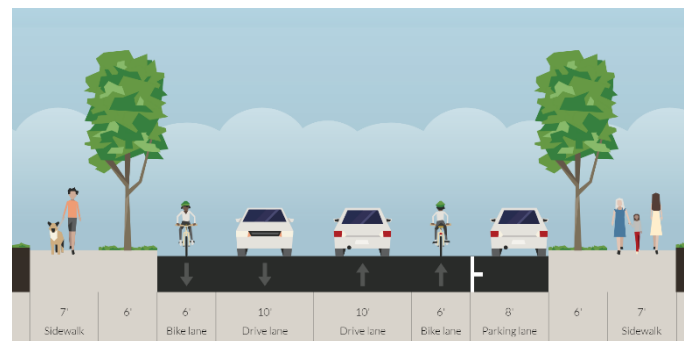 7' 6' 6' 10' 10' 6' 8' 6' 7'
Sidewalk Bike lane Drive lane Drive lane Bike lane Parking lane Sidewalk